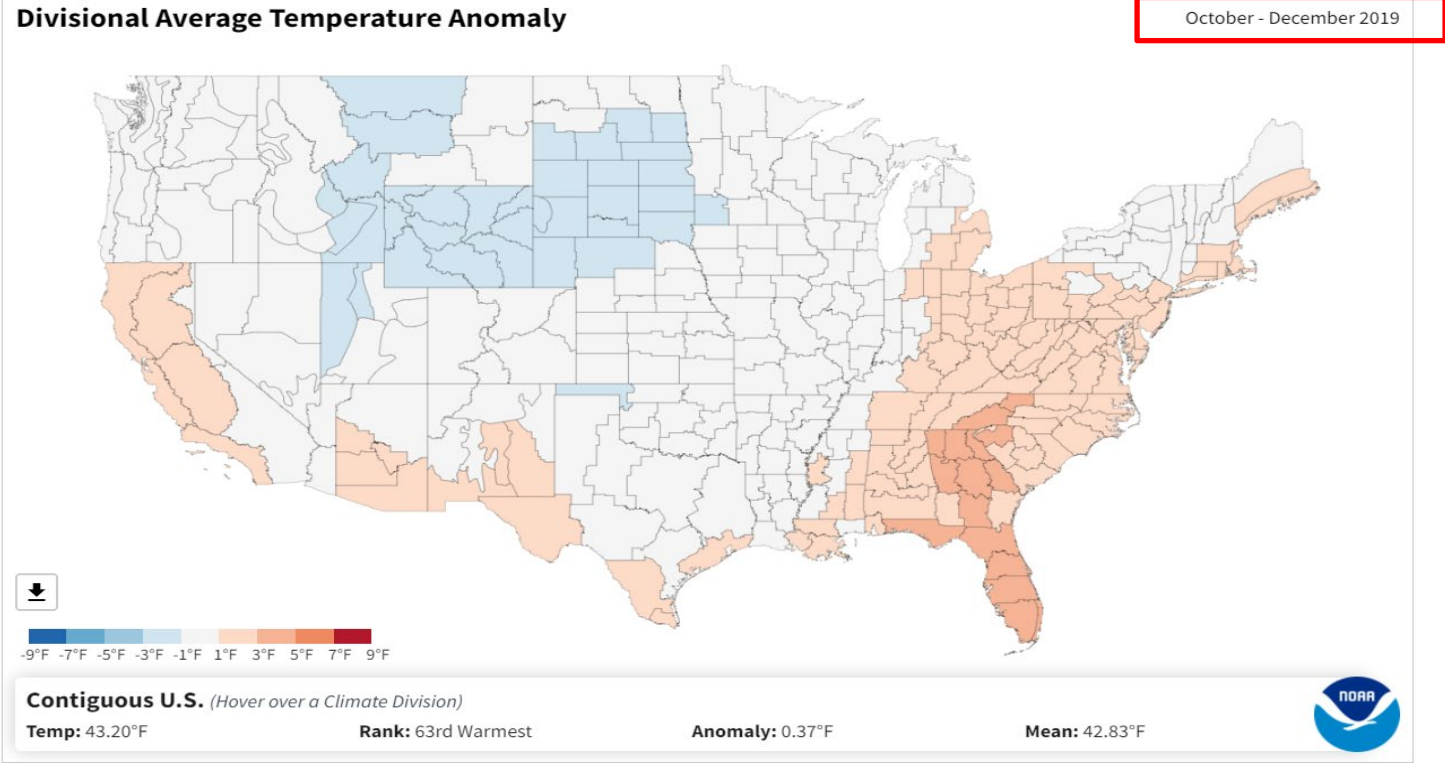 Divisional Average Temperature Anomaly
October - December 2019
-9°F -7°F -5°F -3°F -1°F 1°F 3°F 5°F 7°F 9°F
Contiguous U.S. (Hover over a Climate Division)
Temp: 43.20°F Rank: 63rd Warmest Anomaly: 0.37°F Mean: 42.83°F
NOAA